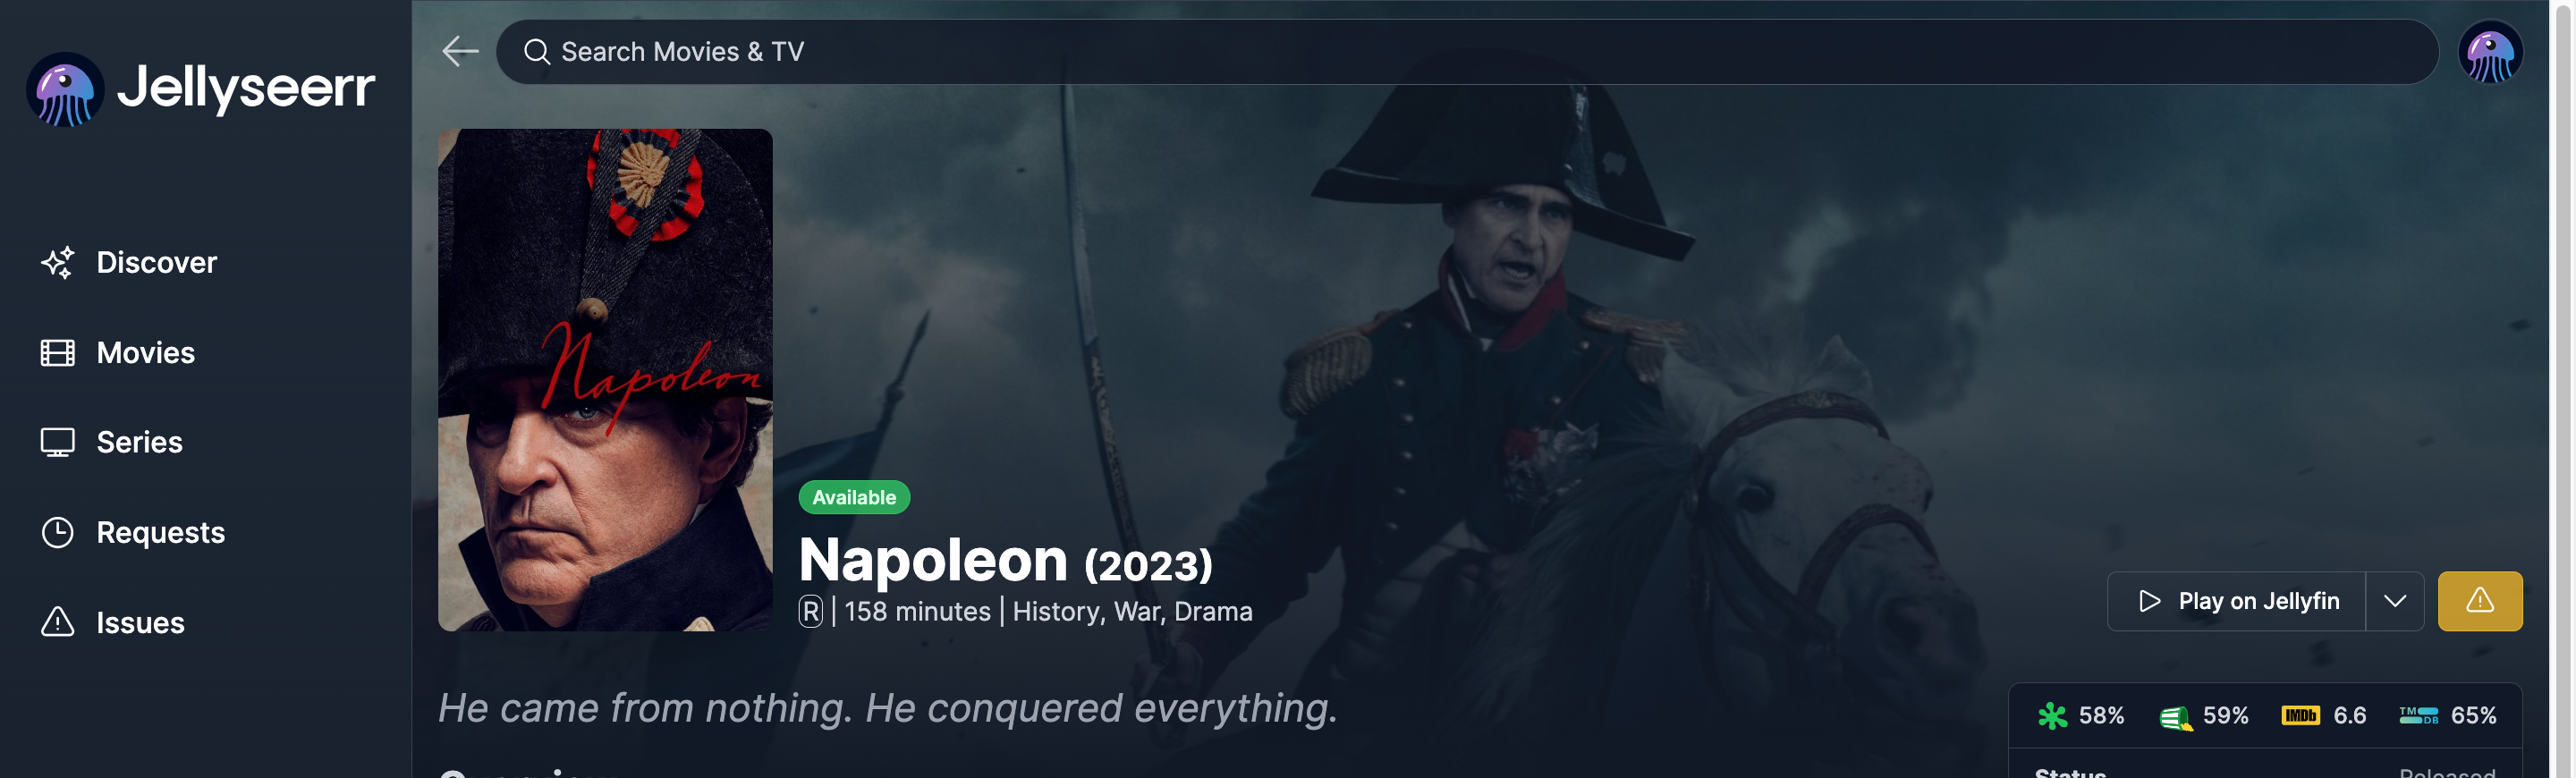 Jellyseerr
Search Movies & TV
Discover
Movies
Series
Requests
Issues
Napoleon
Available
Napoleon (2023)
R | 158 minutes | History, War, Drama
Play on Jellyfin
He came from nothing. He conquered everything.
58% 59% IMDb 6.6 TMDB 65%
Status Released